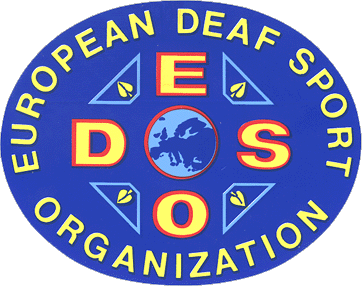 EUROPEAN DEAF SPORT
E
D S
O
ORGANIZATION